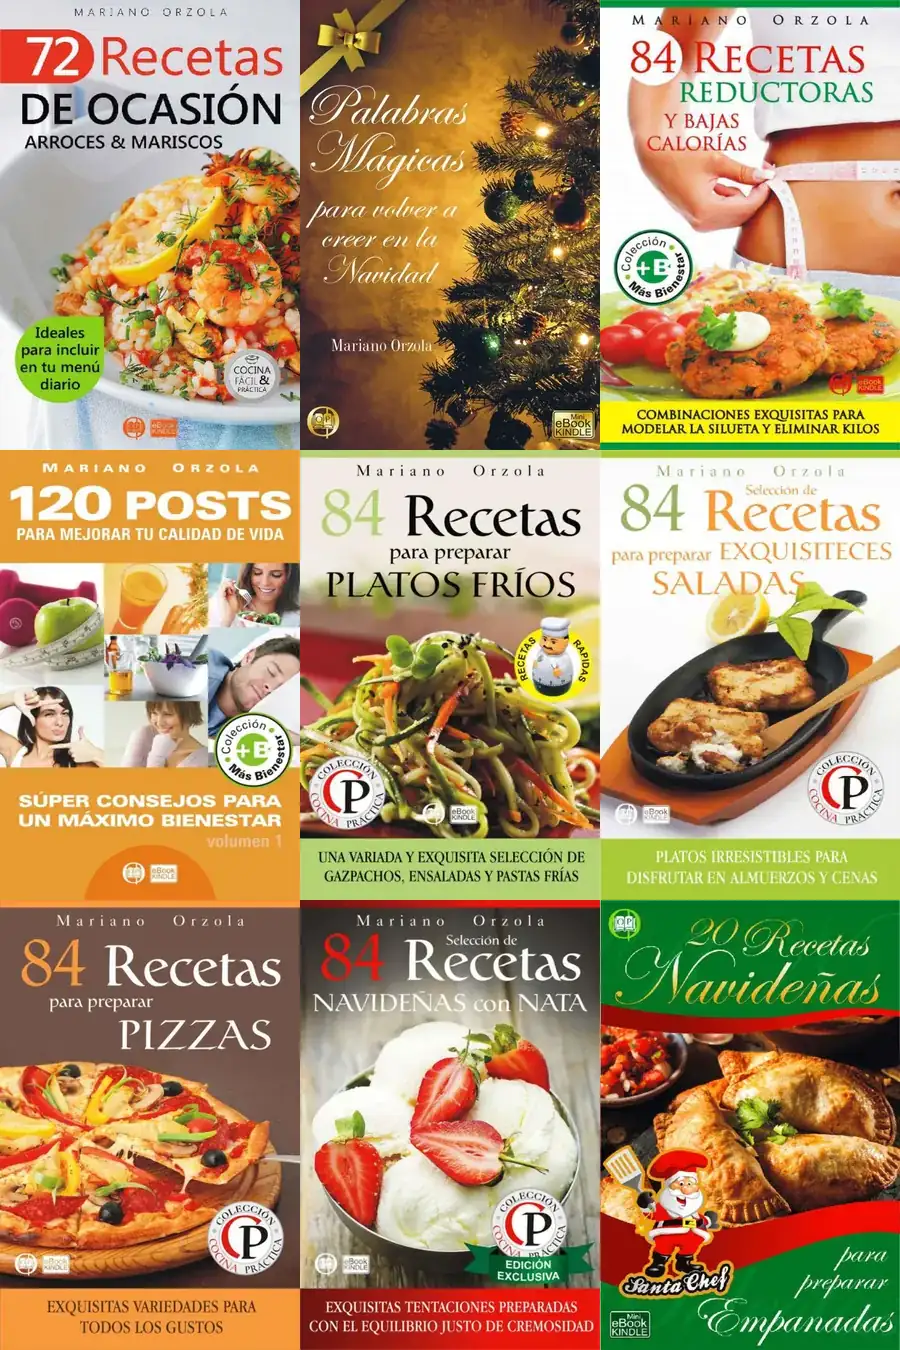 MARIANO ORZOLA
72 Recetas
DE OCASIÓN
ARROCES & MARISCOS
Ideales
para incluir
en tu menú
diario
COCINA
FÁCIL &
PRÁCTICA
Palabras
Mágicas
para volver a
creer en la
Navidad
Mariano Orzola
Mini
eBook
KINDLE
MARIANO ORZOLA
84 RECETAS
REDUCTORAS
Y BAJAS
CALORÍAS
Colección
+B
Más Bienestar
eBook
KINDLE
COMBINACIONES EXQUISITAS PARA
MODELAR LA SILUETA Y ELIMINAR KILOS
MARIANO ORZOLA
120 POSTS
PARA MEJORAR TU CALIDAD DE VIDA
Colección
+B
Más Bienestar
SÚPER CONSEJOS PARA
UN MÁXIMO BIENESTAR
volumen 1
eBook
KINDLE
Mariano Orzola
84 Recetas
para preparar
PLATOS FRÍOS
RECETAS RAPIDAS
COLECCIÓN
CP
COCINA PRÁCTICA
eBook
KINDLE
UNA VARIADA Y EXQUISITA SELECCIÓN DE
GAZPACHOS, ENSALADAS Y PASTAS FRÍAS
Mariano Orzola
Selección de
84 Recetas
para preparar EXQUISITECES
SALADAS
COLECCIÓN
CP
COCINA PRÁCTICA
eBook
KINDLE
PLATOS IRRESISTIBLES PARA
DISFRUTAR EN ALMUERZOS Y CENAS
Mariano Orzola
84 Recetas
para preparar
PIZZAS
COLECCIÓN
CP
COCINA PRÁCTICA
eBook
KINDLE
EXQUISITAS VARIEDADES PARA
TODOS LOS GUSTOS
Mariano Orzola
Selección de
84 Recetas
NAVIDEÑAS con NATA
COLECCIÓN
CP
COCINA PRÁCTICA
EDICIÓN
EXCLUSIVA
eBook
KINDLE
EXQUISITAS TENTACIONES PREPARADAS
CON EL EQUILIBRIO JUSTO DE CREMOSIDAD
20 Recetas
Navideñas
Santa Chef
para
preparar
Empanadas
Mini
eBook
KINDLE